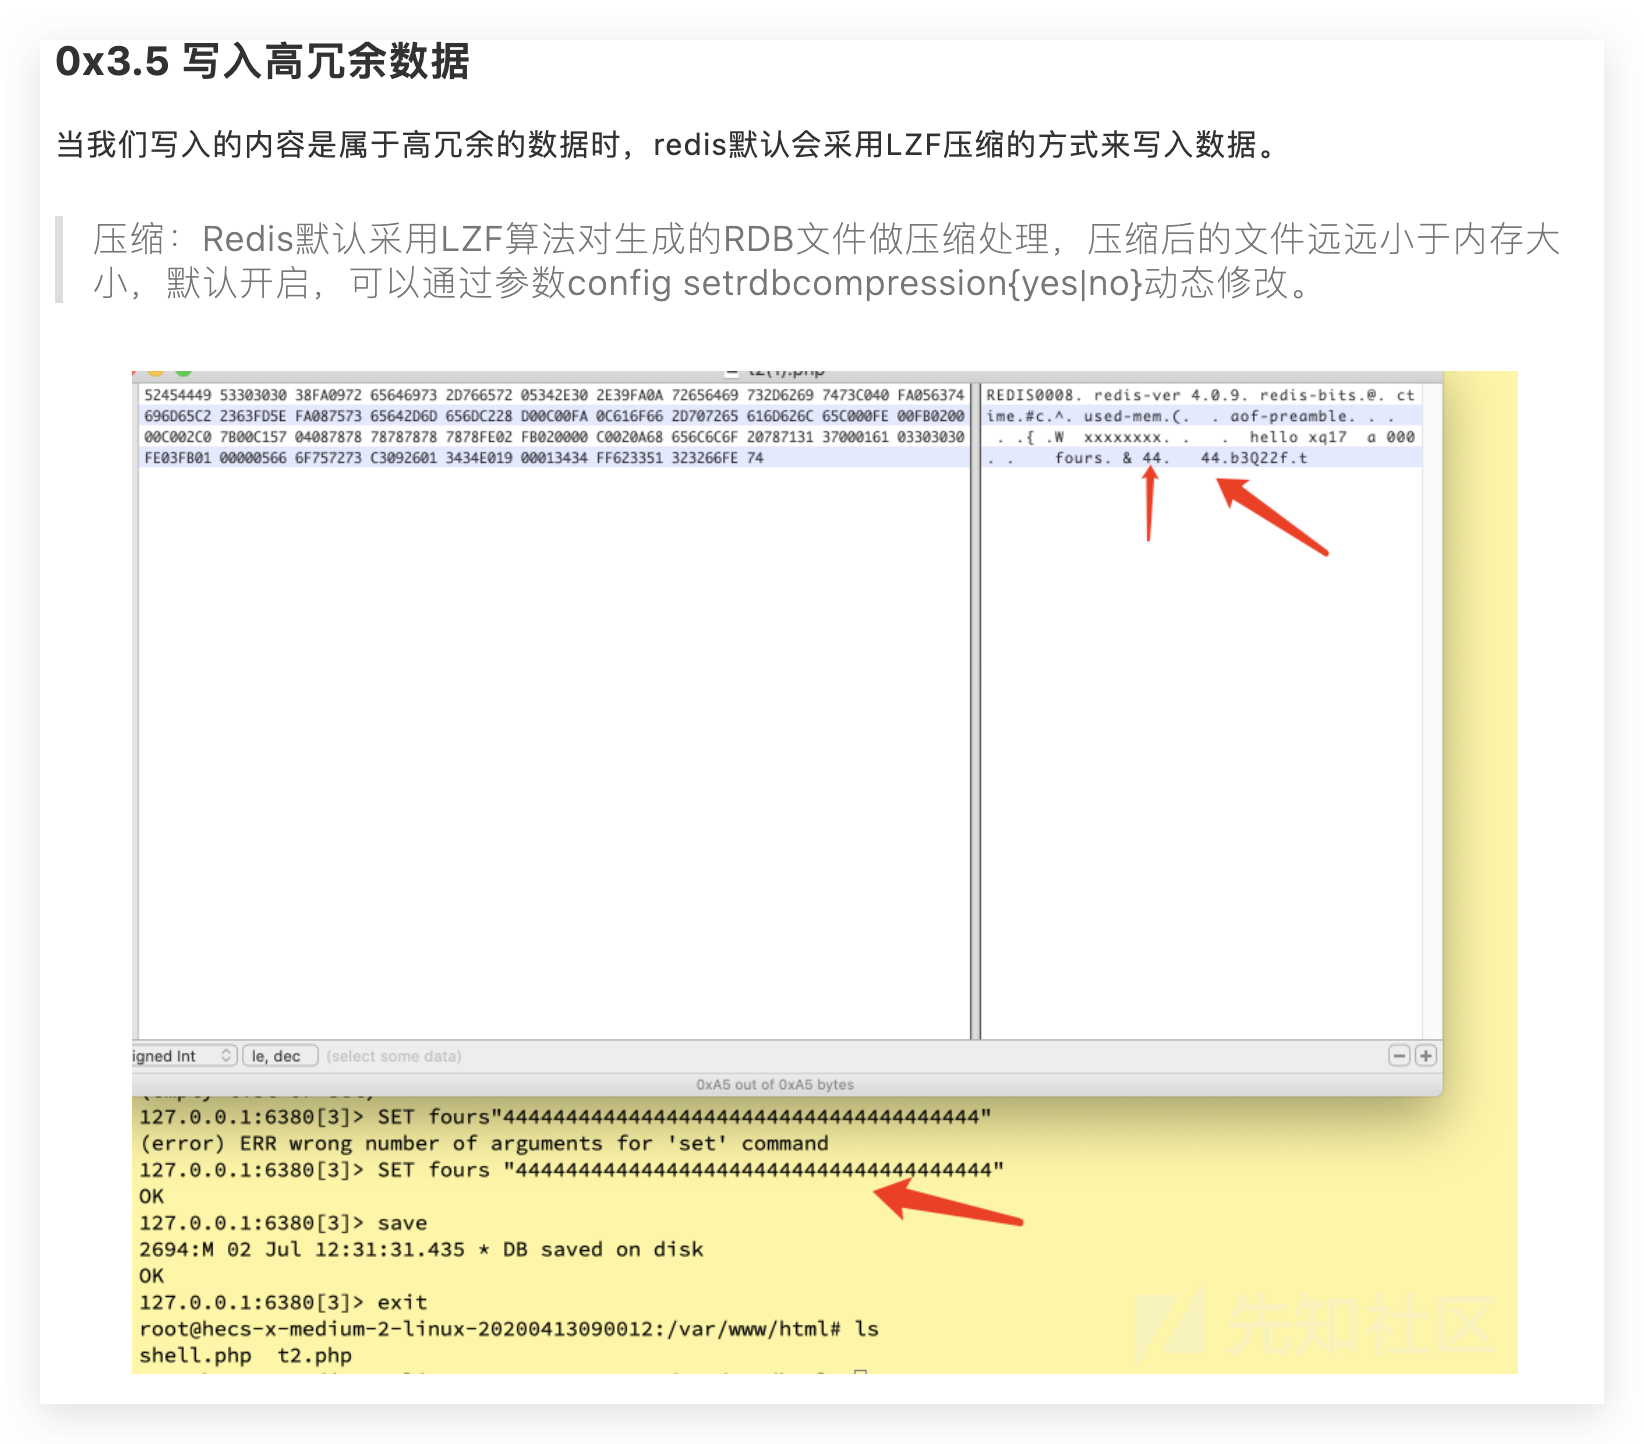 0x3.5 写入高冗余数据
当我们写入的内容是属于高冗余的数据时，redis默认会采用LZF压缩的方式来写入数据。
压缩：Redis默认采用LZF算法对生成的RDB文件做压缩处理，压缩后的文件远远小于内存大
小，默认开启，可以通过参数config setrdbcompression{yes|no}动态修改。
t2(1).php
52454449 53303030 38FA0972 65646973 2D766572 05342E30 2E39FA0A 72656469 732D6269 7473C040 FA056374
696D65C2 2363FD5E FA087573 65642D6D 656DC228 D00C00FA 0C616F66 2D707265 616D626C 65C000FE 00FB0200
00C002C0 7B00C157 04087878 78787878 7878FE02 FB020000 C0020A68 656C6C6F 20787131 37000161 03303030
FE03FB01 00000566 6F757273 C3092601 3434E019 00013434 FF623351 323266FE 74
REDIS0008. redis-ver 4.0.9. redis-bits.@. ct
ime.#c.^. used-mem.(. . aof-preamble. . .
. .{ .W xxxxxxxx. . . hello xq17 a 000
. . fours. & 44. 44.b3Q22f.t
igned Int le, dec (select some data)
0xA5 out of 0xA5 bytes
127.0.0.1:6380[3]> SET fours"44444444444444444444444444444444444444"
(error) ERR wrong number of arguments for 'set' command
127.0.0.1:6380[3]> SET fours "44444444444444444444444444444444444444"
OK
127.0.0.1:6380[3]> save
2694:M 02 Jul 12:31:31.435 * DB saved on disk
OK
127.0.0.1:6380[3]> exit
root@hecs-x-medium-2-linux-20200413090012:/var/www/html# ls
shell.php t2.php
先知社区